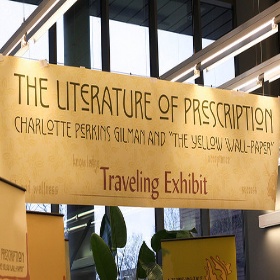 THE LITERATURE OF PRESCRIPTION
CHARLOTTE PERKINS GILMAN AND "THE YELLOW WALL-PAPER"
Traveling Exhibit